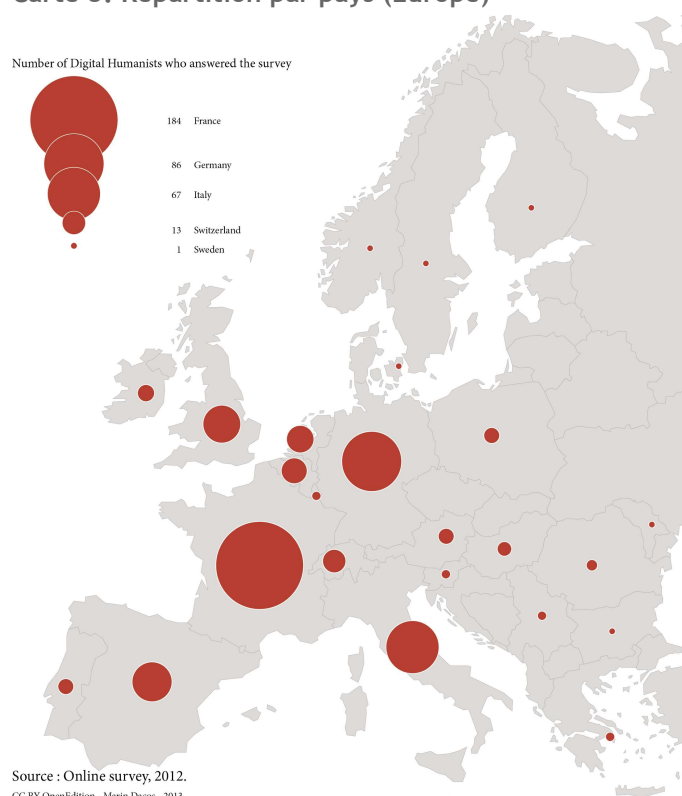 Number of Digital Humanists who answered the survey
184 France
86 Germany
67 Italy
13 Switzerland
1 Sweden
Source : Online survey, 2012.